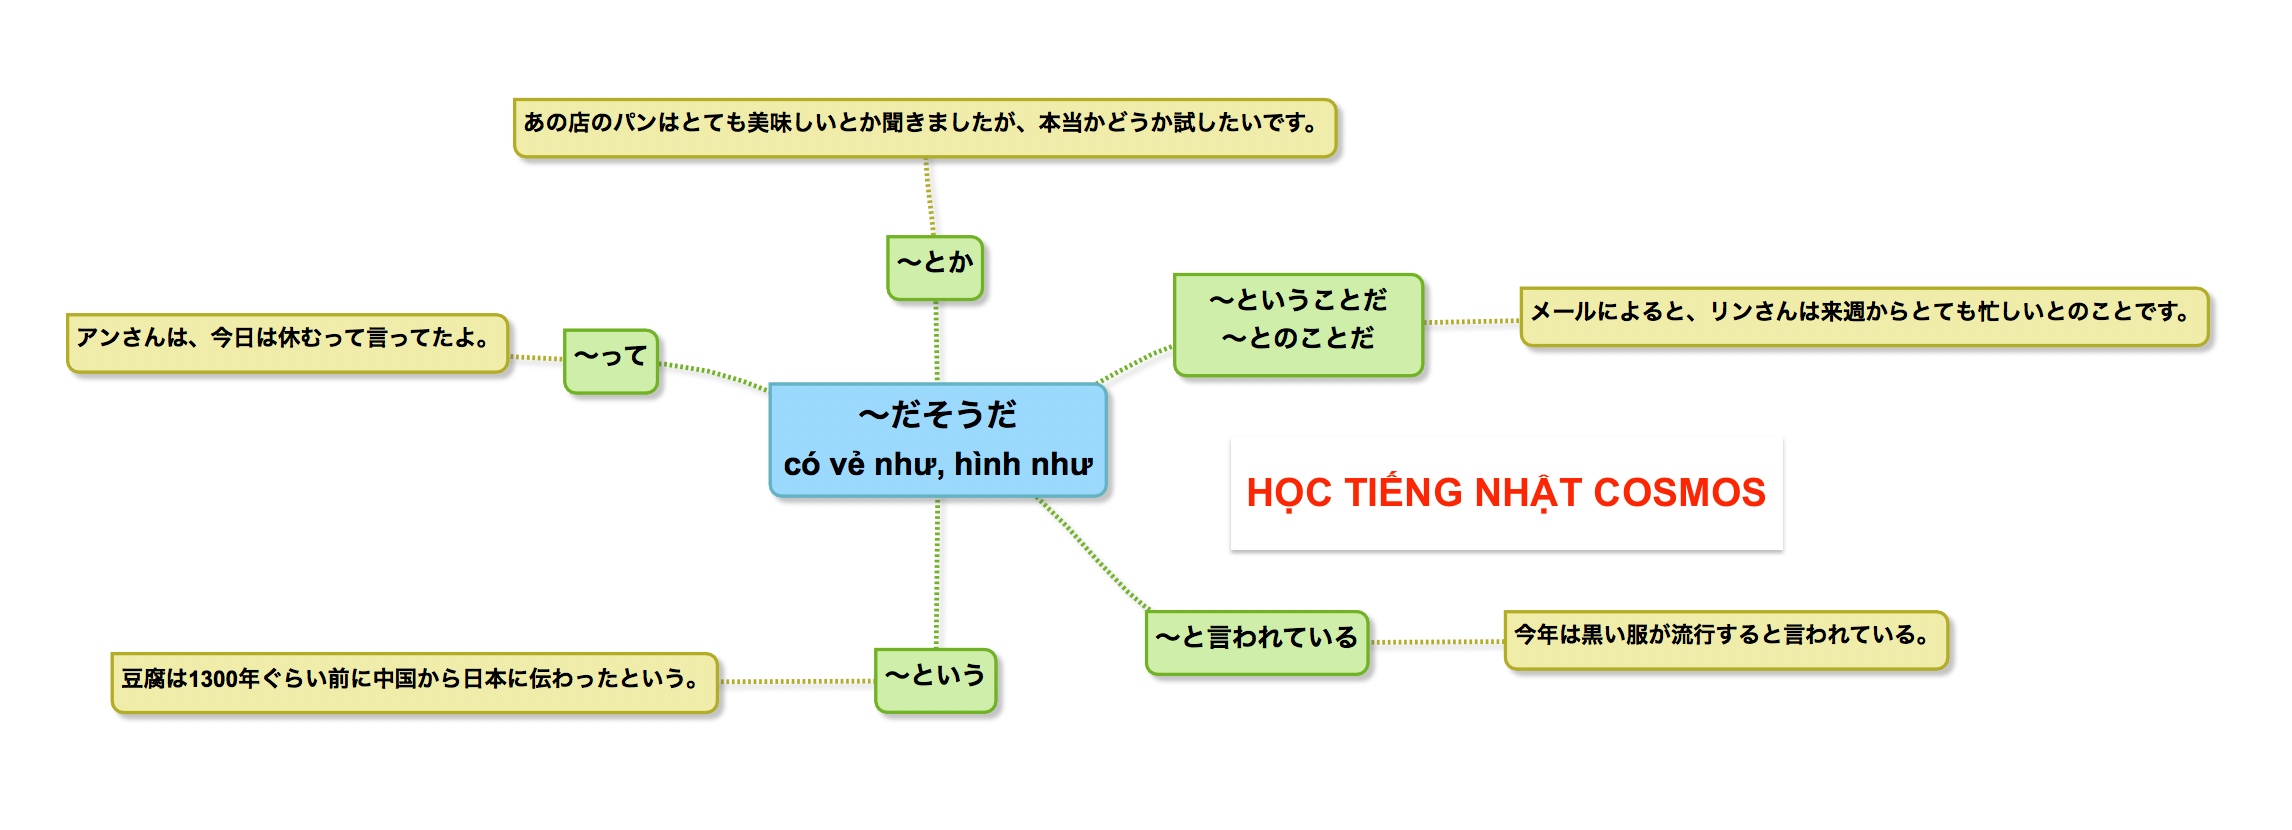 あの店のパンはとても美味しいとか聞きましたが、本当かどうか試したいです。
〜とか
〜ということだ
〜とのことだ
メールによると、リンさんは来週からとても忙しいとのことです。
アンさんは、今日は休むって言ってたよ。
〜って
〜だそうだ
có vẻ như, hình như
HỌC TIẾNG NHẬT COSMOS
〜と言われている
今年は黒い服が流行すると言われている。
〜という
豆腐は1300年ぐらい前に中国から日本に伝わったという。